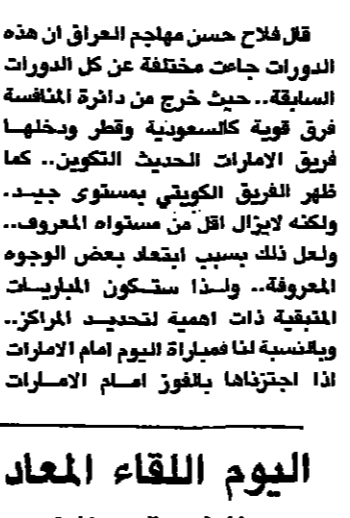 قال فلاح حسن مهاجم العراق ان هذه
الدورات جاءت مختلفة عن كل الدورات
السابقة.. حيث خرج من دائرة المنافسة
فرق قوية كالسعودية وقطر ودخلها
فريق الامارات الحديث التكوين.. كما
ظهر الفريق الكويتي بمستوى جيد.
ولكنه لايزال اقل من مستواه المعروف..
ولعل ذلك بسبب ابتعاد بعض الوجوه
المعروفة.. ولذا ستكون المباريات
المتبقية ذات اهمية لتحديد المراكز..
وبالنسبة لنا فمباراة اليوم امام الامارات
اذا اجتزناها بالفوز امام الامارات
اليوم اللقاء المعاد